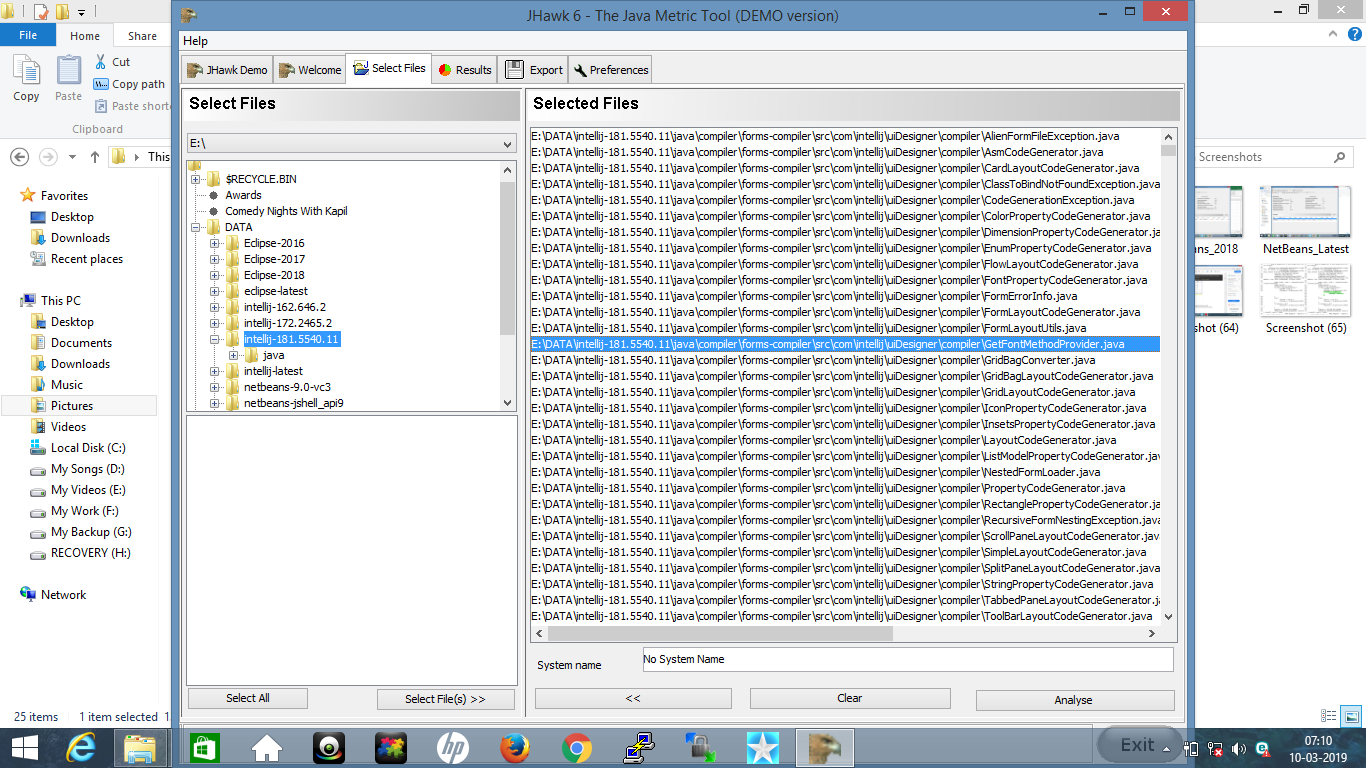 JHawk 6 - The Java Metric Tool (DEMO version)
File
Home
Share
Help
Copy
Paste
Cut
Copy path
Paste shortc
Clipboard
This
JHawk Demo
Welcome
Select Files
Results
Export
Preferences
Select Files
E:\
$RECYCLE.BIN
Awards
Comedy Nights With Kapil
DATA
Eclipse-2016
Eclipse-2017
Eclipse-2018
eclipse-latest
intellij-162.646.2
intellij-172.2465.2
intellij-181.5540.11
java
intellij-latest
netbeans-9.0-vc3
netbeans-jshell_api9
Select All
Select File(s) >>
Selected Files
E:\DATA\intellij-181.5540.11\java\compiler\forms-compiler\src\com\intellij\uiDesigner\compiler\AlienFormFileException.java
E:\DATA\intellij-181.5540.11\java\compiler\forms-compiler\src\com\intellij\uiDesigner\compiler\AsmCodeGenerator.java
E:\DATA\intellij-181.5540.11\java\compiler\forms-compiler\src\com\intellij\uiDesigner\compiler\CardLayoutCodeGenerator.java
E:\DATA\intellij-181.5540.11\java\compiler\forms-compiler\src\com\intellij\uiDesigner\compiler\ClassToBindNotFoundException.java
E:\DATA\intellij-181.5540.11\java\compiler\forms-compiler\src\com\intellij\uiDesigner\compiler\CodeGenerationException.java
E:\DATA\intellij-181.5540.11\java\compiler\forms-compiler\src\com\intellij\uiDesigner\compiler\ColorPropertyCodeGenerator.java
E:\DATA\intellij-181.5540.11\java\compiler\forms-compiler\src\com\intellij\uiDesigner\compiler\DimensionPropertyCodeGenerator.ja
E:\DATA\intellij-181.5540.11\java\compiler\forms-compiler\src\com\intellij\uiDesigner\compiler\EnumPropertyCodeGenerator.java
E:\DATA\intellij-181.5540.11\java\compiler\forms-compiler\src\com\intellij\uiDesigner\compiler\FlowLayoutCodeGenerator.java
E:\DATA\intellij-181.5540.11\java\compiler\forms-compiler\src\com\intellij\uiDesigner\compiler\FontPropertyCodeGenerator.java
E:\DATA\intellij-181.5540.11\java\compiler\forms-compiler\src\com\intellij\uiDesigner\compiler\FormErrorInfo.java
E:\DATA\intellij-181.5540.11\java\compiler\forms-compiler\src\com\intellij\uiDesigner\compiler\FormLayoutCodeGenerator.java
E:\DATA\intellij-181.5540.11\java\compiler\forms-compiler\src\com\intellij\uiDesigner\compiler\FormLayoutUtils.java
E:\DATA\intellij-181.5540.11\java\compiler\forms-compiler\src\com\intellij\uiDesigner\compiler\GetFontMethodProvider.java
E:\DATA\intellij-181.5540.11\java\compiler\forms-compiler\src\com\intellij\uiDesigner\compiler\GridBagConverter.java
E:\DATA\intellij-181.5540.11\java\compiler\forms-compiler\src\com\intellij\uiDesigner\compiler\GridBagLayoutCodeGenerator.java
E:\DATA\intellij-181.5540.11\java\compiler\forms-compiler\src\com\intellij\uiDesigner\compiler\GridLayoutCodeGenerator.java
E:\DATA\intellij-181.5540.11\java\compiler\forms-compiler\src\com\intellij\uiDesigner\compiler\IconPropertyCodeGenerator.java
E:\DATA\intellij-181.5540.11\java\compiler\forms-compiler\src\com\intellij\uiDesigner\compiler\InsetsPropertyCodeGenerator.java
E:\DATA\intellij-181.5540.11\java\compiler\forms-compiler\src\com\intellij\uiDesigner\compiler\LayoutCodeGenerator.java
E:\DATA\intellij-181.5540.11\java\compiler\forms-compiler\src\com\intellij\uiDesigner\compiler\ListModelPropertyCodeGenerator.jav
E:\DATA\intellij-181.5540.11\java\compiler\forms-compiler\src\com\intellij\uiDesigner\compiler\NestedFormLoader.java
E:\DATA\intellij-181.5540.11\java\compiler\forms-compiler\src\com\intellij\uiDesigner\compiler\PropertyCodeGenerator.java
E:\DATA\intellij-181.5540.11\java\compiler\forms-compiler\src\com\intellij\uiDesigner\compiler\RectanglePropertyCodeGenerator.jav
E:\DATA\intellij-181.5540.11\java\compiler\forms-compiler\src\com\intellij\uiDesigner\compiler\RecursiveFormNestingException.java
E:\DATA\intellij-181.5540.11\java\compiler\forms-compiler\src\com\intellij\uiDesigner\compiler\ScrollPaneLayoutCodeGenerator.java
E:\DATA\intellij-181.5540.11\java\compiler\forms-compiler\src\com\intellij\uiDesigner\compiler\SimpleLayoutCodeGenerator.java
E:\DATA\intellij-181.5540.11\java\compiler\forms-compiler\src\com\intellij\uiDesigner\compiler\SplitPaneLayoutCodeGenerator.java
E:\DATA\intellij-181.5540.11\java\compiler\forms-compiler\src\com\intellij\uiDesigner\compiler\StringPropertyCodeGenerator.java
E:\DATA\intellij-181.5540.11\java\compiler\forms-compiler\src\com\intellij\uiDesigner\compiler\TabbedPaneLayoutCodeGenerator.ja
E:\DATA\intellij-181.5540.11\java\compiler\forms-compiler\src\com\intellij\uiDesigner\compiler\ToolBarLayoutCodeGenerator.java
System name
No System Name
<<
Clear
Analyse
Favorites
Desktop
Downloads
Recent places
This PC
Desktop
Documents
Downloads
Music
Pictures
Videos
Local Disk (C:)
My Songs (D:)
My Videos (E:)
My Work (F:)
My Backup (G:)
RECOVERY (H:)
Network
25 items
1 item selected
Screenshots
ans_2018
NetBeans_Latest
shot (64)
Screenshot (65)
Exit
07:10
10-03-2019